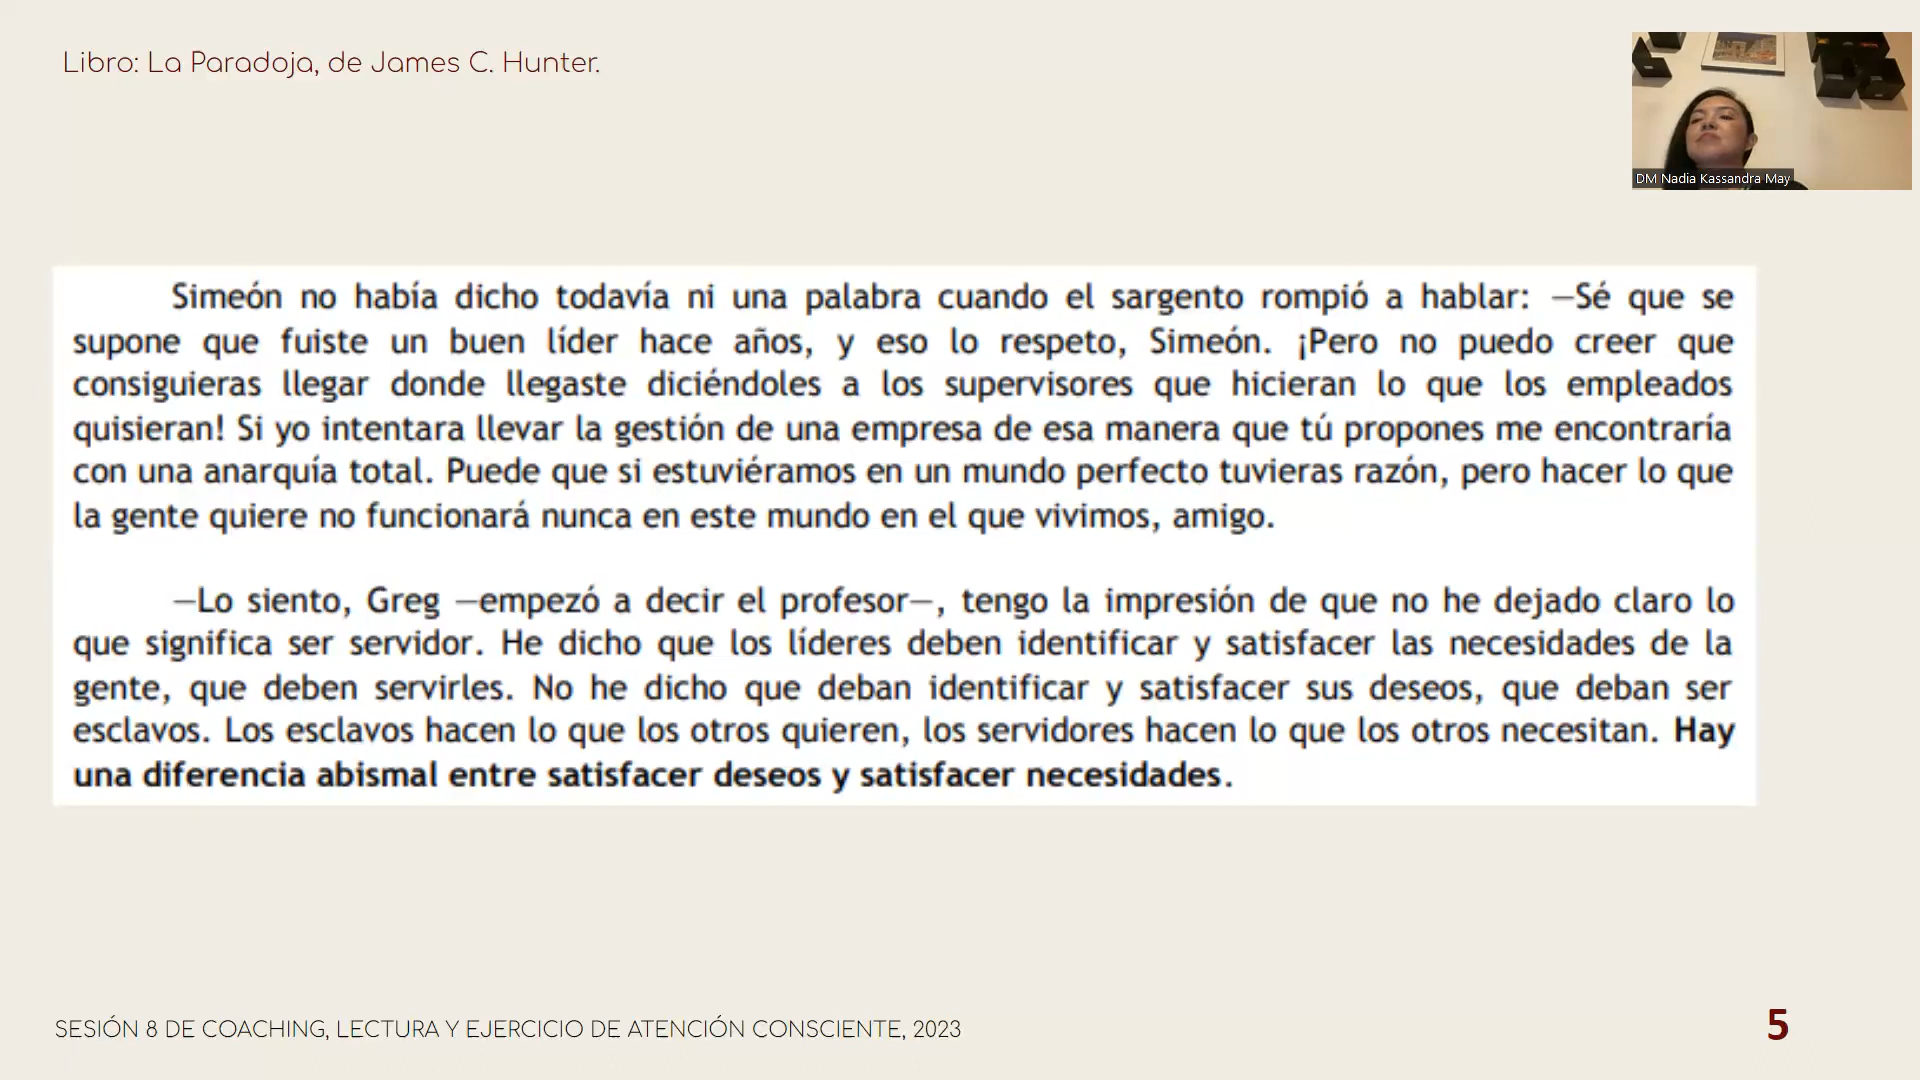 Libro: La Paradoja, de James C. Hunter.
DM Nadia Kassandra May
Simeón no había dicho todavía ni una palabra cuando el sargento rompió a hablar: —Sé que se
supone que fuiste un buen líder hace años, y eso lo respeto, Simeón. ¡Pero no puedo creer que
consiguieras llegar donde llegaste diciéndoles a los supervisores que hicieran lo que los empleados
quisieran! Si yo intentara llevar la gestión de una empresa de esa manera que tú propones me encontraría
con una anarquía total. Puede que si estuviéramos en un mundo perfecto tuvieras razón, pero hacer lo que
la gente quiere no funcionará nunca en este mundo en el que vivimos, amigo.
—Lo siento, Greg —empezó a decir el profesor—, tengo la impresión de que no he dejado claro lo
que significa ser servidor. He dicho que los líderes deben identificar y satisfacer las necesidades de la
gente, que deben servirles. No he dicho que deban identificar y satisfacer sus deseos, que deban ser
esclavos. Los esclavos hacen lo que los otros quieren, los servidores hacen lo que los otros necesitan. Hay
una diferencia abismal entre satisfacer deseos y satisfacer necesidades.
SESIÓN 8 DE COACHING, LECTURA Y EJERCICIO DE ATENCIÓN CONSCIENTE, 2023
5